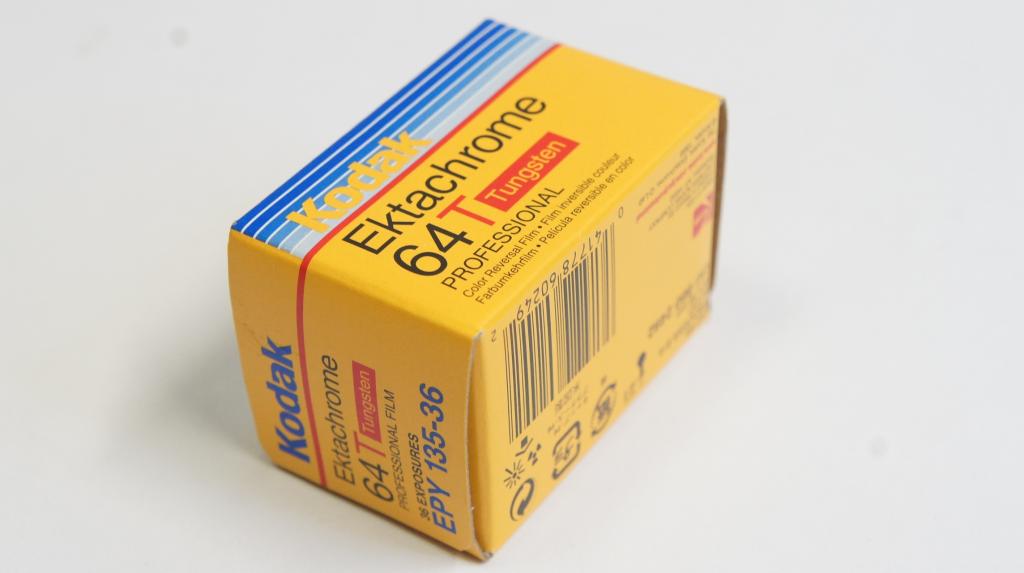 Kodak
Ektachrome
64T Tungsten
PROFESSIONAL
Color Reversal Film • Film inversible couleur
Farbumkehrfilm • Película reversible en color
Kodak
Ektachrome
64T Tungsten
PROFESSIONAL FILM
36 EXPOSURES
EPY 135-36
0 41778 60249 2